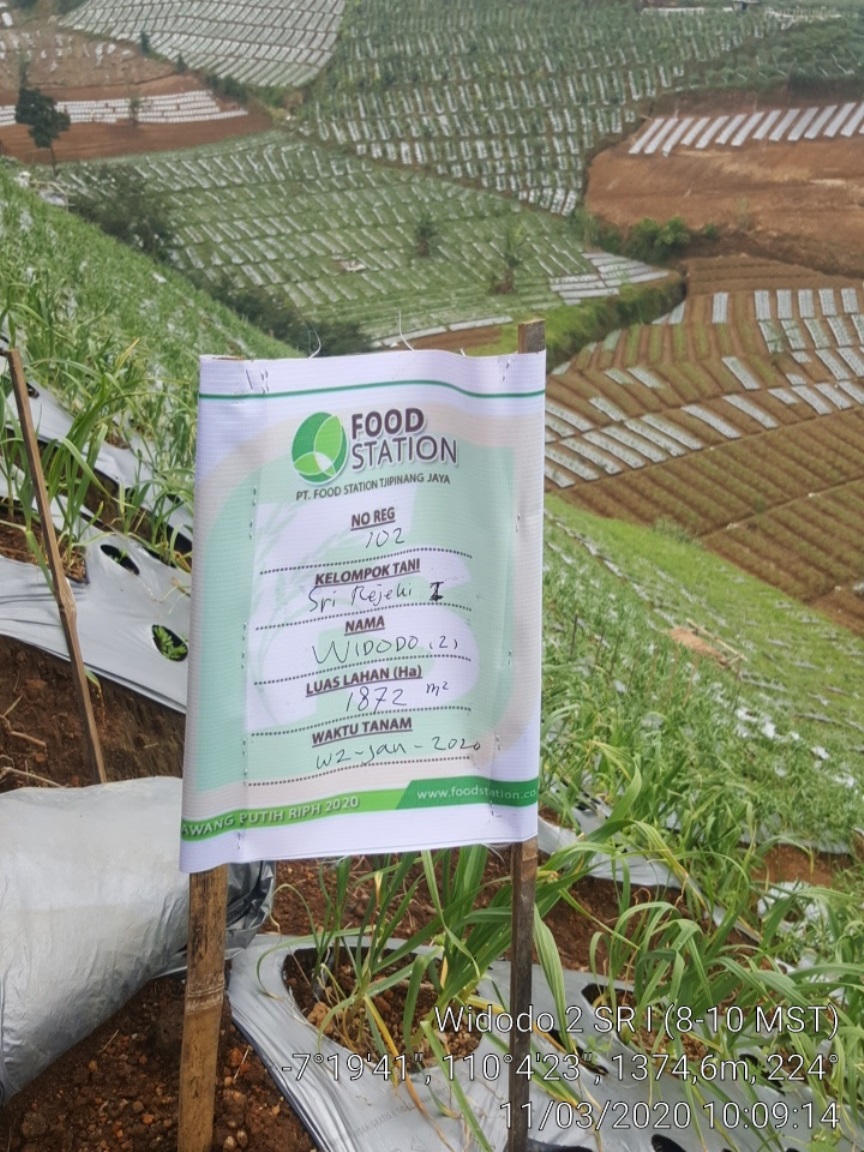 FOOD
STATION
PT. FOOD STATION TJIPINANG JAYA
NO REG
102
KELOMPOK TANI
Sri Rejeki I
NAMA
WIDODO (2)
LUAS LAHAN (Ha)
1872 m²
WAKTU TANAM
W2-Jan-2020
AWANG PUTIH RIPH 2020
www.foodstation.co
Widodo 2 SR I (8-10 MST)
-7°19'41", 110°4'23", 1374,6m, 224°
11/03/2020 10:09:14